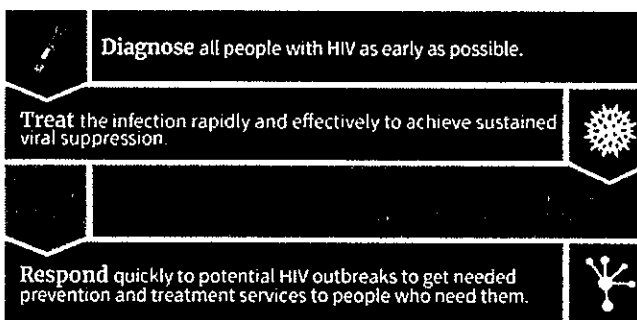 Diagnose all people with HIV as early as possible.
Treat the infection rapidly and effectively to achieve sustained
viral suppression.
Respond quickly to potential HIV outbreaks to get needed
prevention and treatment services to people who need them.